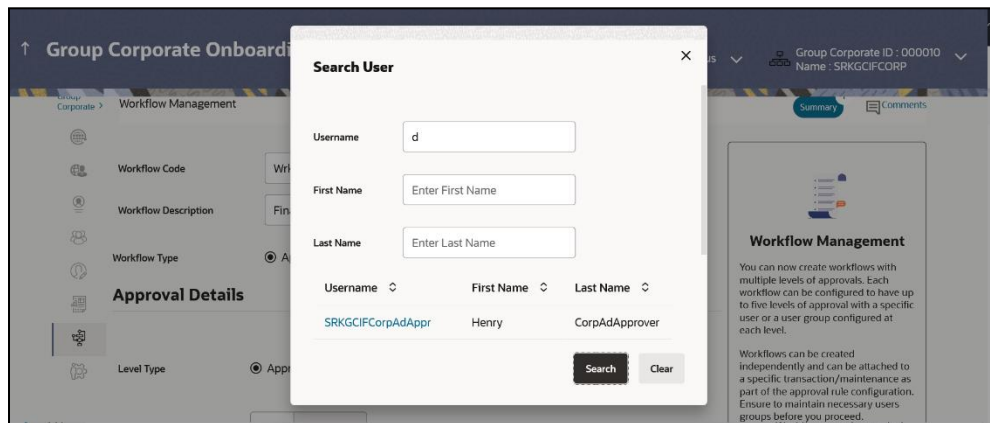 ↑ Group Corporate Onboardi
us
Group Corporate ID : 000010
Name : SRKGCIFCORP
Corporate >
Workflow Management
Summary
Comments
Search User
×
Username
d
First Name
Enter First Name
Last Name
Enter Last Name
Username First Name Last Name
SRKGCIFCorpAdAppr Henry CorpAdApprover
Search
Clear
Workflow Code
Wrk
Workflow Description
Fin
Workflow Type
Approval Details
Level Type
Appr
Workflow Management
You can now create workflows with
multiple levels of approvals. Each
workflow can be configured to have up
to five levels of approval with a specific
user or a user group configured at
each level.
Workflows can be created
independently and can be attached to
a specific transaction/maintenance as
part of the approval rule configuration.
Ensure to maintain necessary users
groups before you proceed.